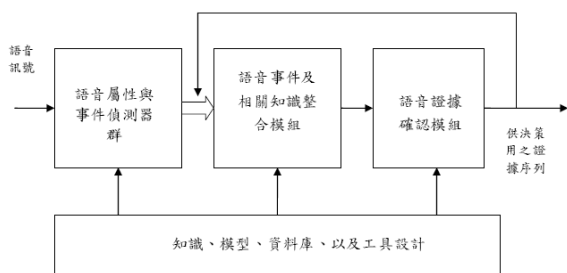 語音
訊號
語音屬性與
事件偵測器
群
語音事件及
相關知識整
合模組
語音證據
確認模組
供決策
用之證
據序列
知識、模型、資料庫、以及工具設計